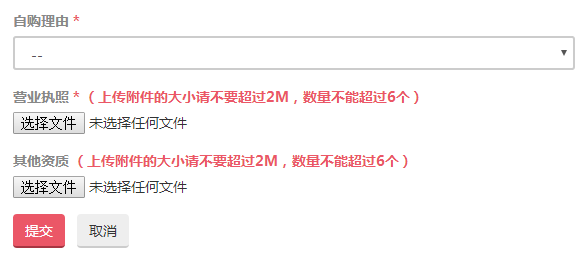 自购理由 *
--
营业执照 * （上传附件的大小请不要超过2M，数量不能超过6个）
选择文件 未选择任何文件
其他资质（上传附件的大小请不要超过2M，数量不能超过6个）
选择文件 未选择任何文件
提交 取消